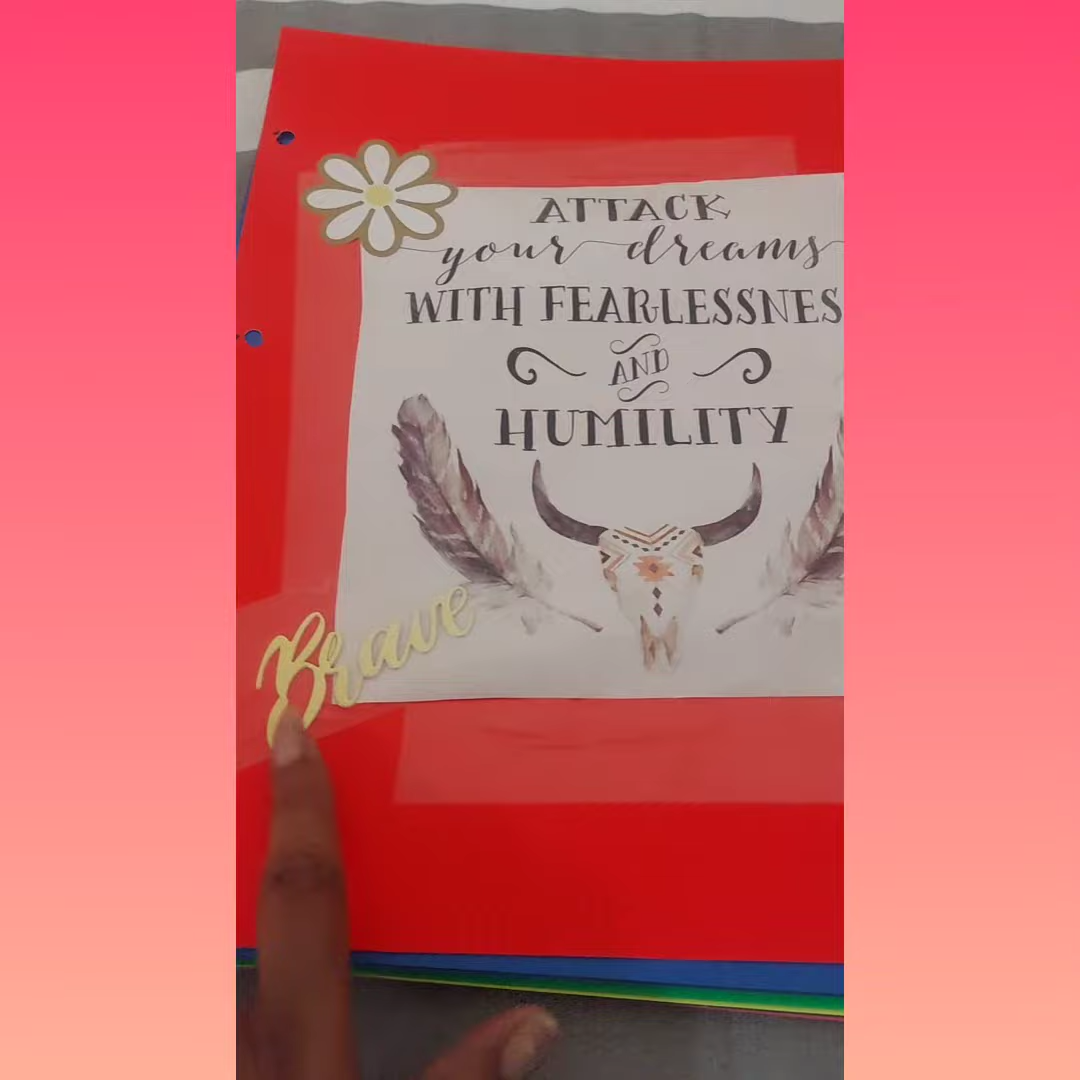 ATTACK
your dreams
WITH FEARLESSNES
AND
HUMILITY
Brave